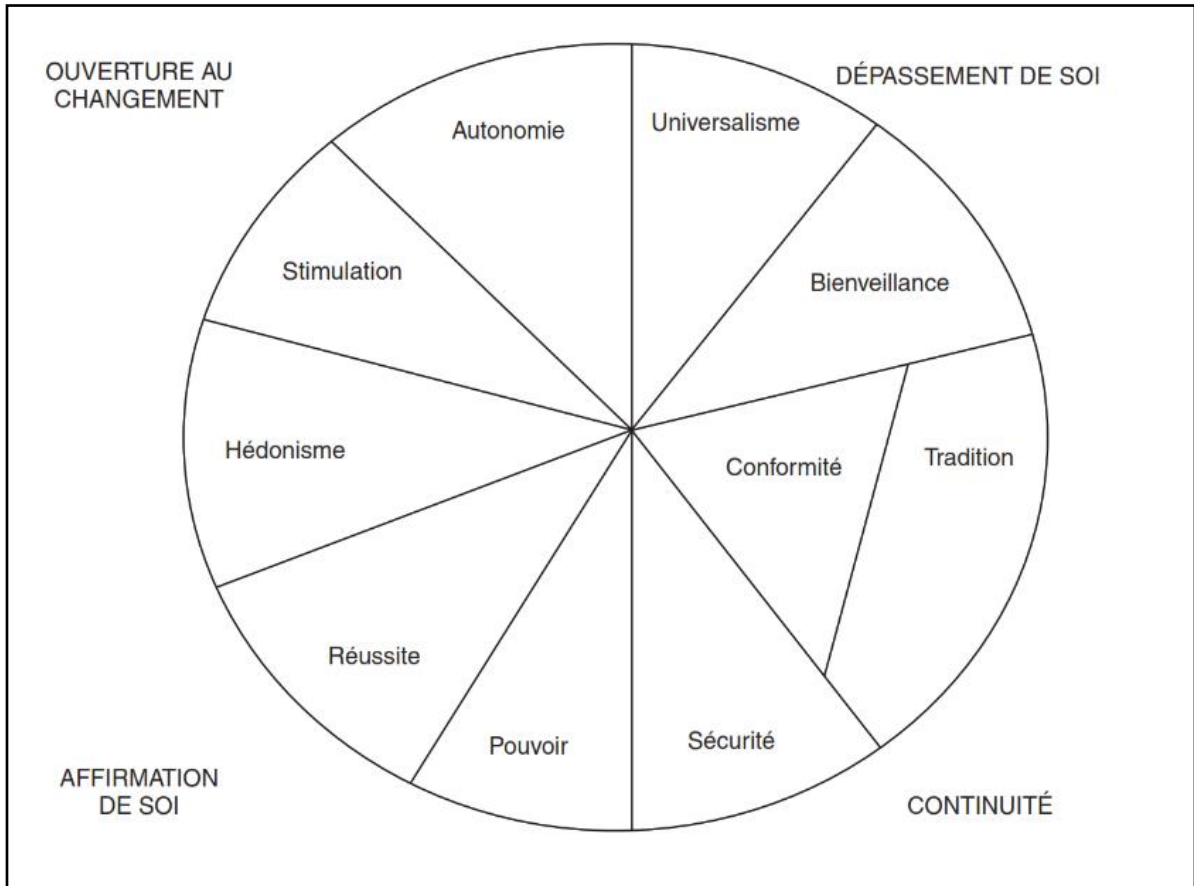 OUVERTURE AU
CHANGEMENT
DÉPASSEMENT DE SOI
Autonomie
Universalisme
Stimulation
Bienveillance
Hédonisme
Conformité
Tradition
Réussite
Pouvoir
Sécurité
AFFIRMATION
DE SOI
CONTINUITÉ